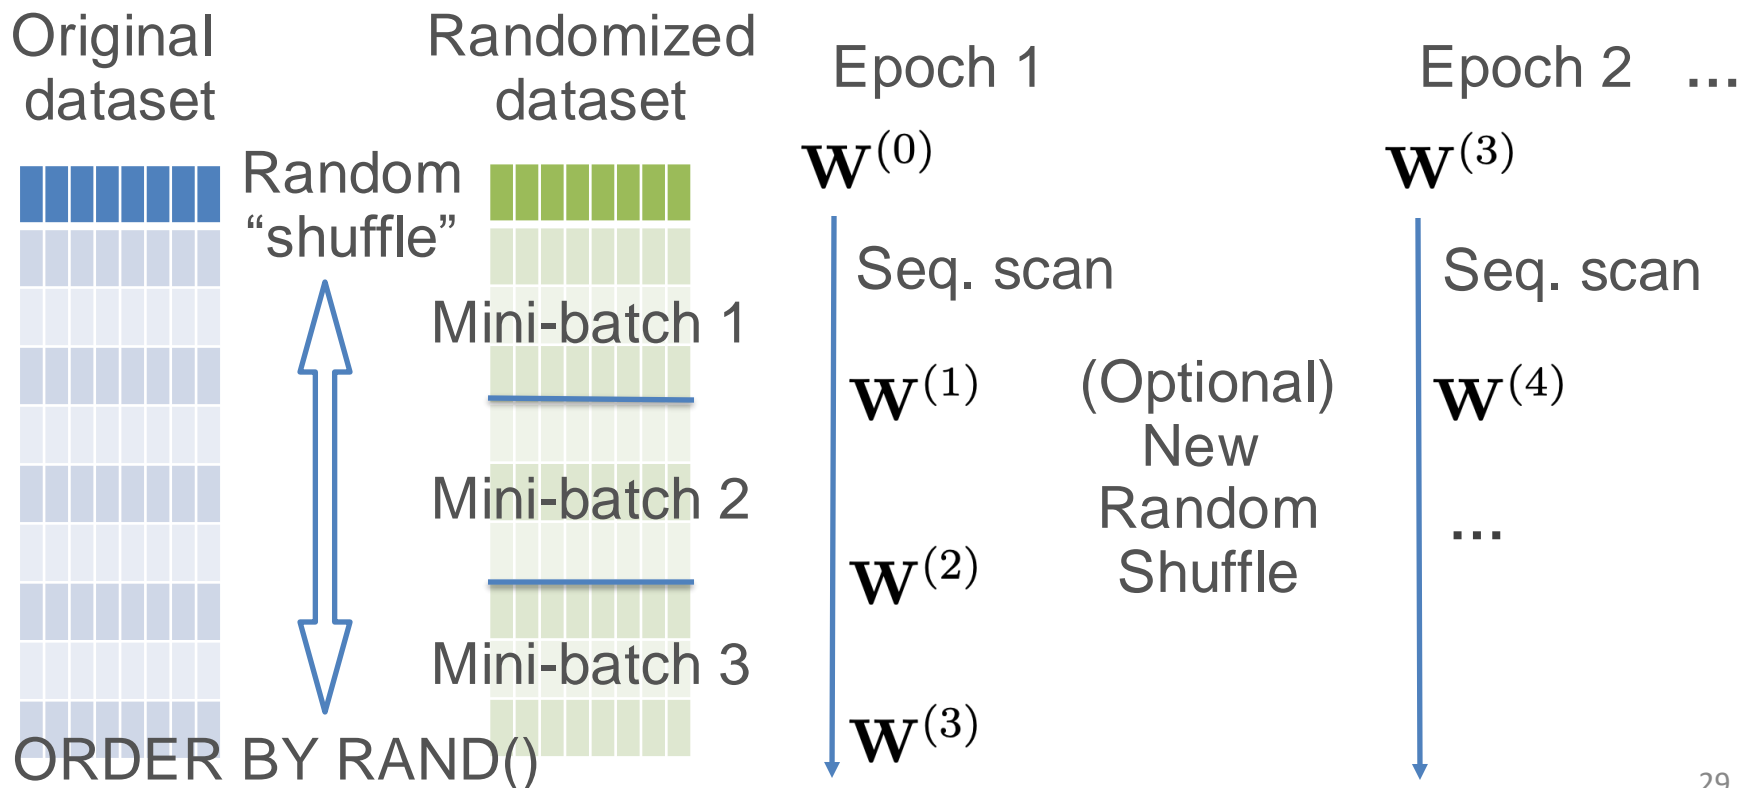 Original
dataset
Random
“shuffle”
ORDER BY RAND()
Randomized
dataset
Mini-batch 1
Mini-batch 2
Mini-batch 3
Epoch 1
W⁽⁰⁾
Seq. scan
W⁽¹⁾
W⁽²⁾
W⁽³⁾
(Optional)
New
Random
Shuffle
Epoch 2 ...
W⁽³⁾
Seq. scan
W⁽⁴⁾
...
29